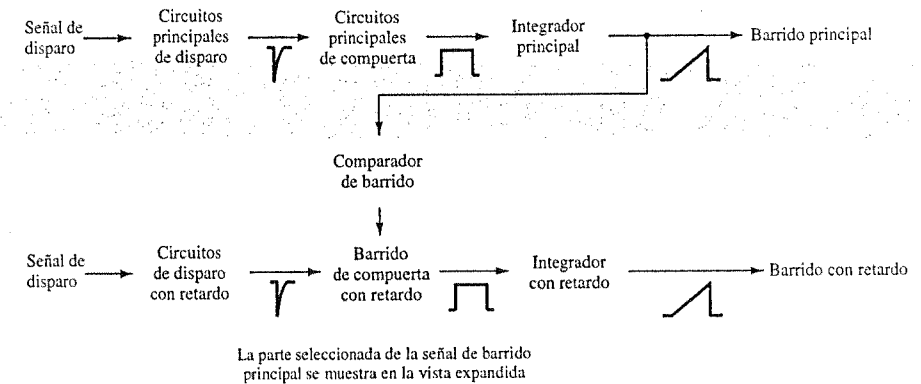 Señal de
disparo
Circuitos
principales
de disparo
Circuitos
principales
de compuerta
Integrador
principal
Barrido principal
Comparador
de barrido
Señal de
disparo
Circuitos
de disparo
con retardo
Barrido
de compuerta
con retardo
Integrador
con retardo
Barrido con retardo
La parte seleccionada de la señal de barrido
principal se muestra en la vista expandida